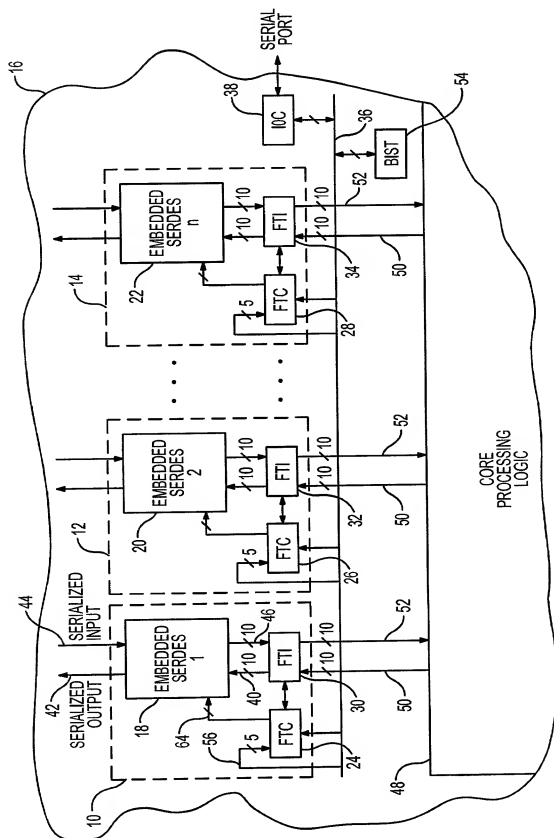 16
14
12
10
44
SERIALIZED
INPUT
42
SERIALIZED
OUTPUT
EMBEDDED
SERDES
1
18
64
46
10
10
40
56
5
FTC
24
FTI
30
10
10
50
52
EMBEDDED
SERDES
2
20
10
10
5
FTC
26
FTI
32
10
10
50
52
EMBEDDED
SERDES
n
22
10
10
5
FTC
28
FTI
34
10
10
50
52
38
IOC
SERIAL
PORT
36
BIST
54
48
CORE
PROCESSING
LOGIC